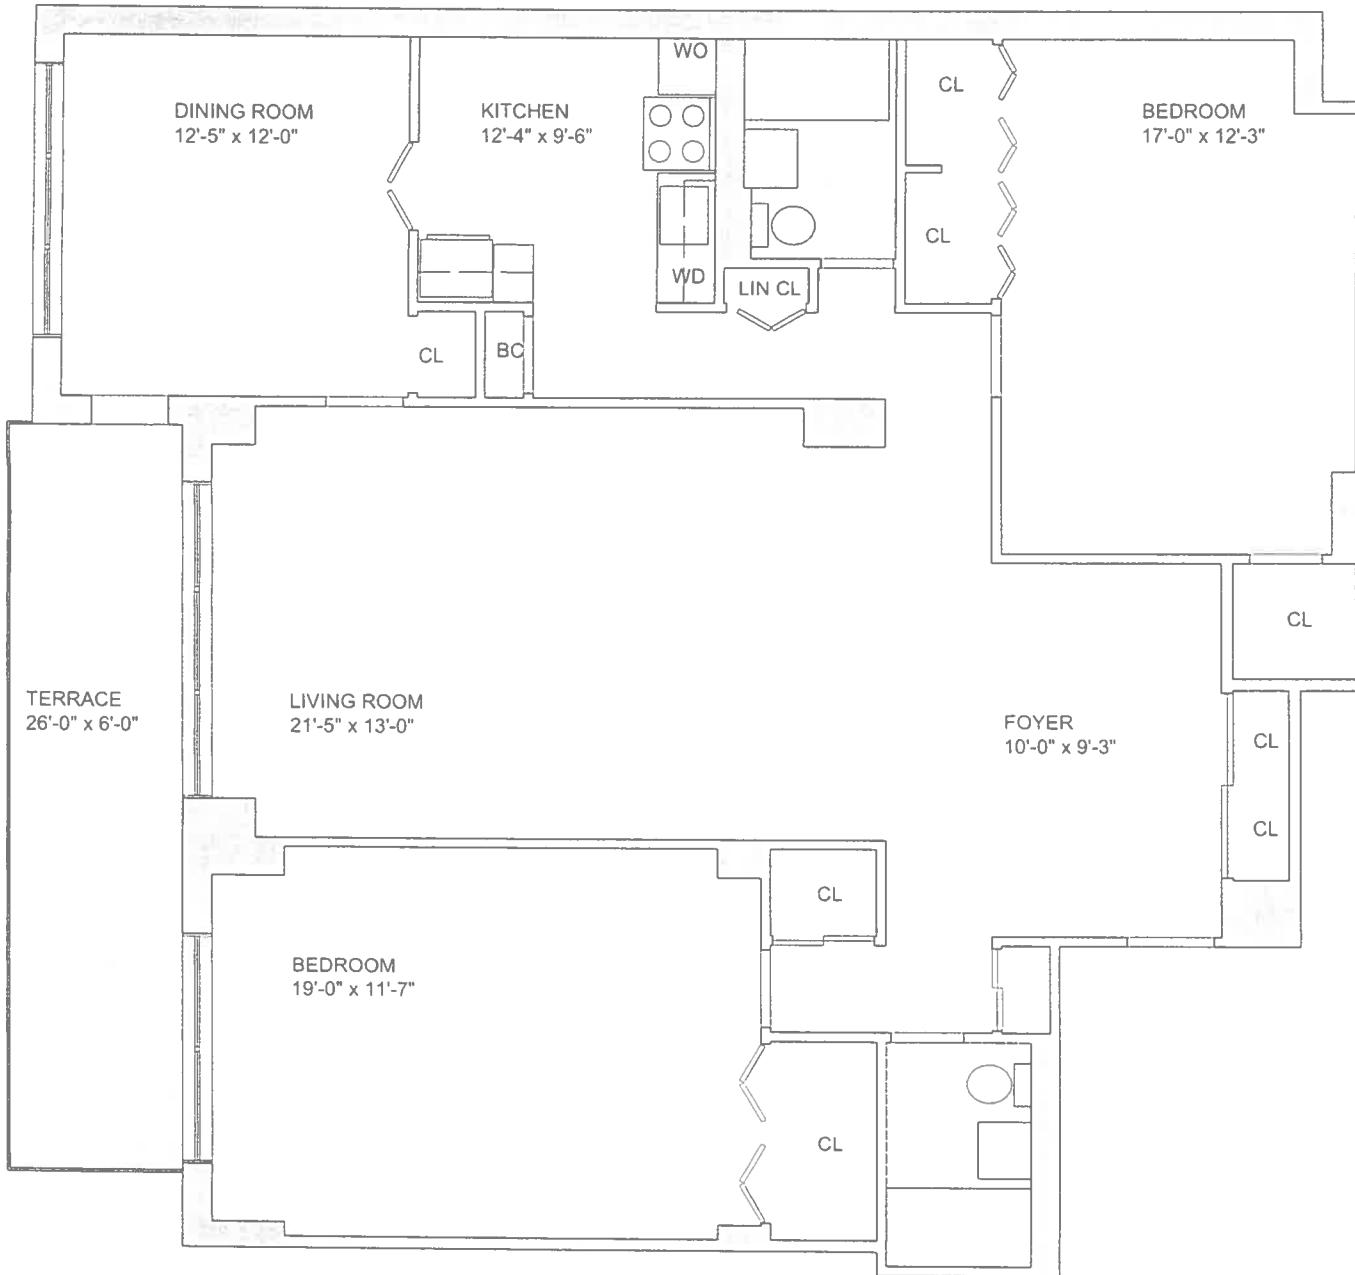 WO
DINING ROOM
12'-5" x 12'-0"
KITCHEN
12'-4" x 9'-6"
CL
BEDROOM
17'-0" x 12'-3"
CL
WD
LIN CL
CL
BC
CL
TERRACE
26'-0" x 6'-0"
LIVING ROOM
21'-5" x 13'-0"
FOYER
10'-0" x 9'-3"
CL
CL
CL
BEDROOM
19'-0" x 11'-7"
CL